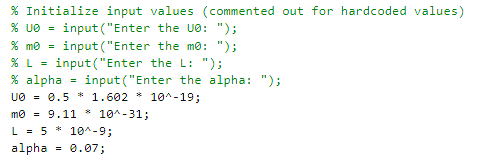 % Initialize input values (commented out for hardcoded values)
% U0 = input("Enter the U0: ");
% m0 = input("Enter the m0: ");
% L = input("Enter the L: ");
% alpha = input("Enter the alpha: ");
U0 = 0.5 * 1.602 * 10^-19;
m0 = 9.11 * 10^-31;
L = 5 * 10^-9;
alpha = 0.07;